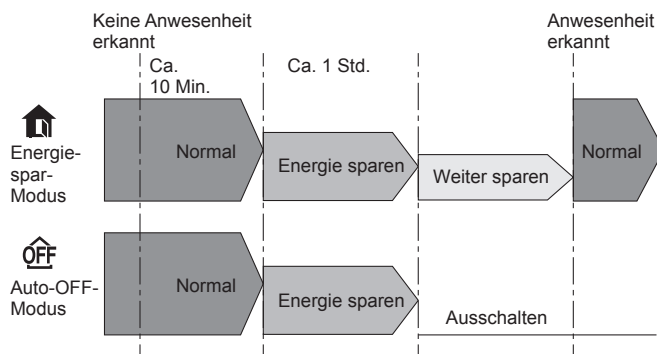 Keine Anwesenheit
erkannt
Anwesenheit
erkannt
Ca.
10 Min.
Ca. 1 Std.
Energie-
spar-
Modus
Normal
Energie sparen
Weiter sparen
Normal
OFF
Auto-OFF-
Modus
Normal
Energie sparen
Ausschalten